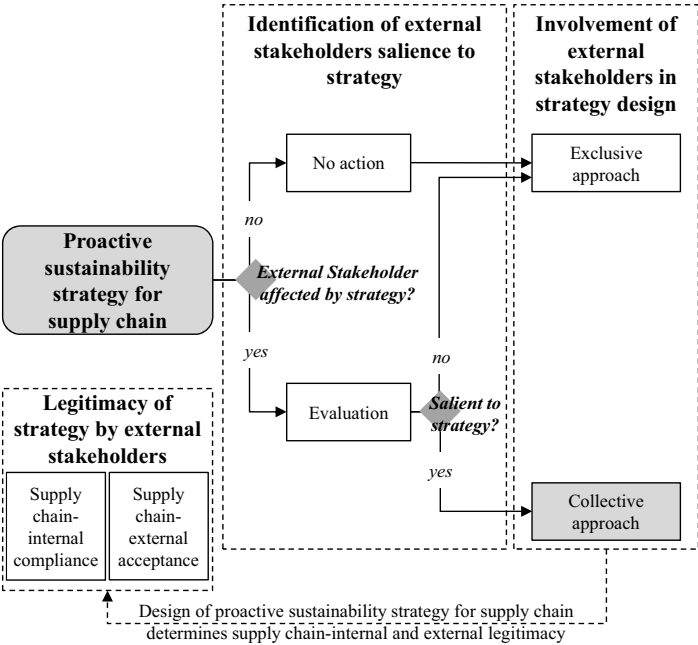 Identification of external
stakeholders salience to
strategy
Involvement of
external
stakeholders in
strategy design
No action
Exclusive
approach
no
Proactive
sustainability
strategy for
supply chain
External Stakeholder
affected by strategy?
yes
no
Evaluation
Salient to
strategy?
yes
Collective
approach
Legitimacy of
strategy by external
stakeholders
Supply
chain-
internal
compliance
Supply
chain-
external
acceptance
Design of proactive sustainability strategy for supply chain
determines supply chain-internal and external legitimacy